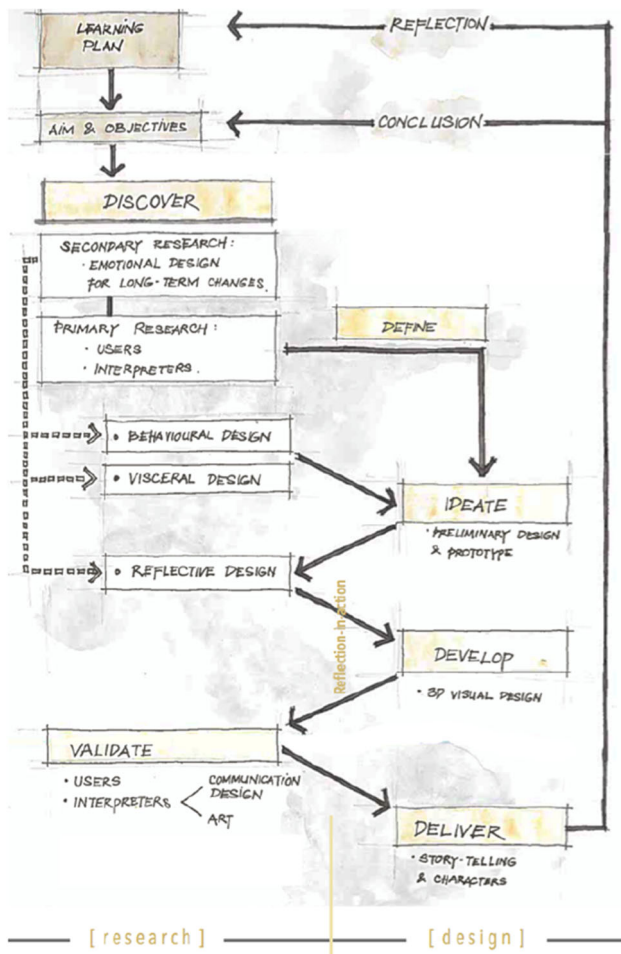 LEARNING
PLAN
REFLECTION
AIM & OBJECTIVES
CONCLUSION
DISCOVER
SECONDARY RESEARCH:
• EMOTIONAL DESIGN
FOR LONG-TERM CHANGES.
PRIMARY RESEARCH:
• USERS
• INTERPRETERS.
DEFINE
• BEHAVIOURAL DESIGN
• VISCERAL DESIGN
IDEATE
• PRELIMINARY DESIGN
& PROTOTYPE
• REFLECTIVE DESIGN
Reflection-in-action
DEVELOP
• 3D VISUAL DESIGN
VALIDATE
• USERS
• INTERPRETERS
COMMUNICATION
DESIGN
ART
DELIVER
• STORY-TELLING
& CHARACTERS
[research]
[design]